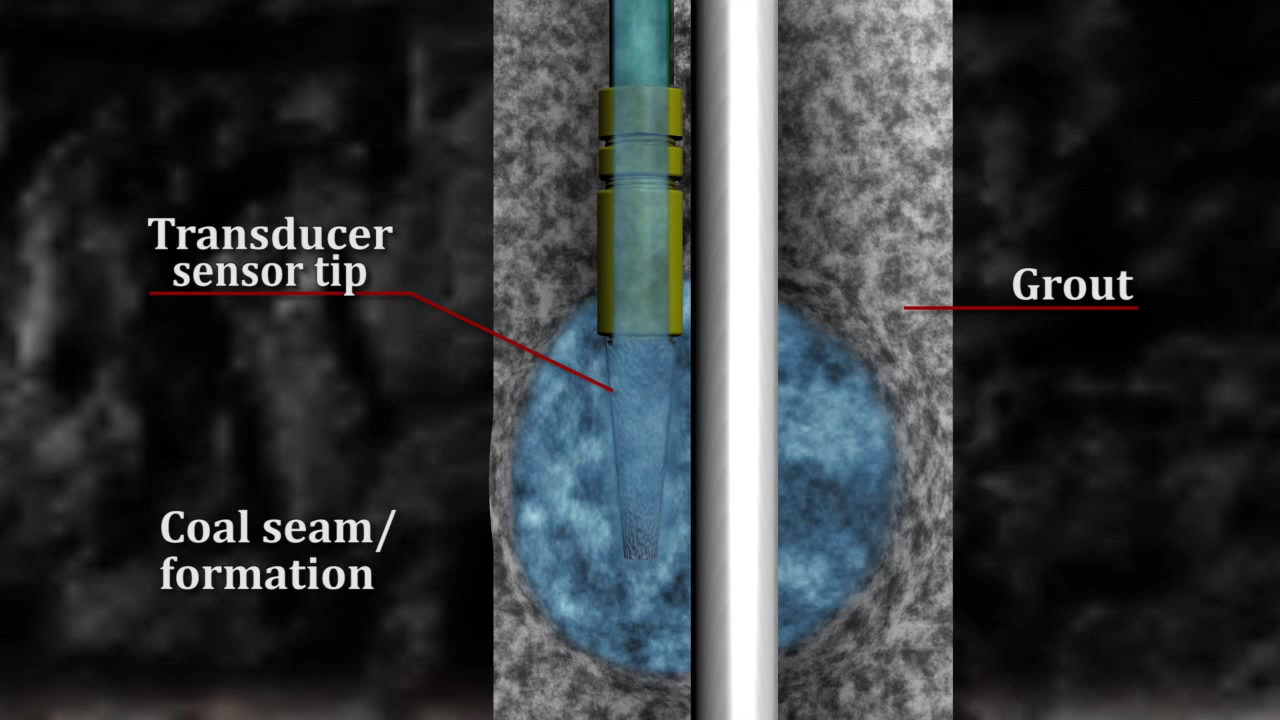 Transducer
sensor tip
Grout
Coal seam/
formation